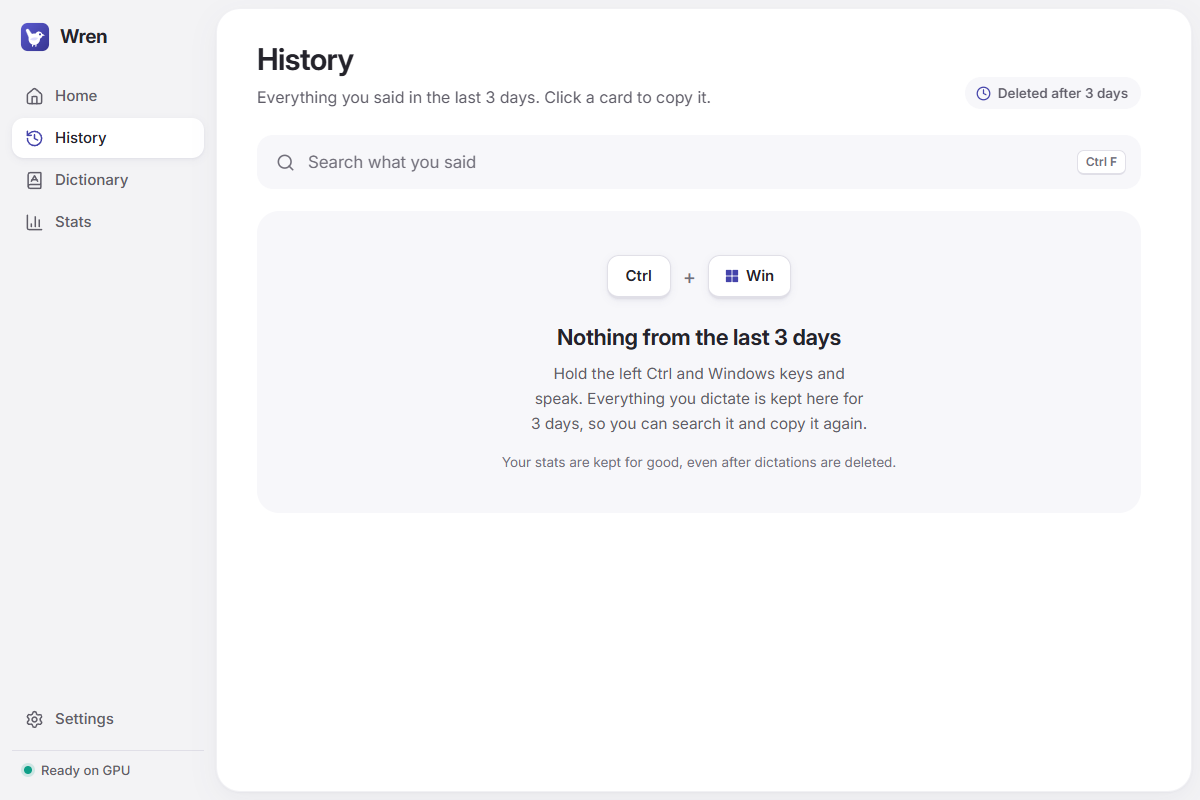 Wren
Home
History
Dictionary
Stats
Settings
Ready on GPU
History
Everything you said in the last 3 days. Click a card to copy it.
Deleted after 3 days
Search what you said
Ctrl F
Ctrl + Win
Nothing from the last 3 days
Hold the left Ctrl and Windows keys and
speak. Everything you dictate is kept here for
3 days, so you can search it and copy it again.
Your stats are kept for good, even after dictations are deleted.